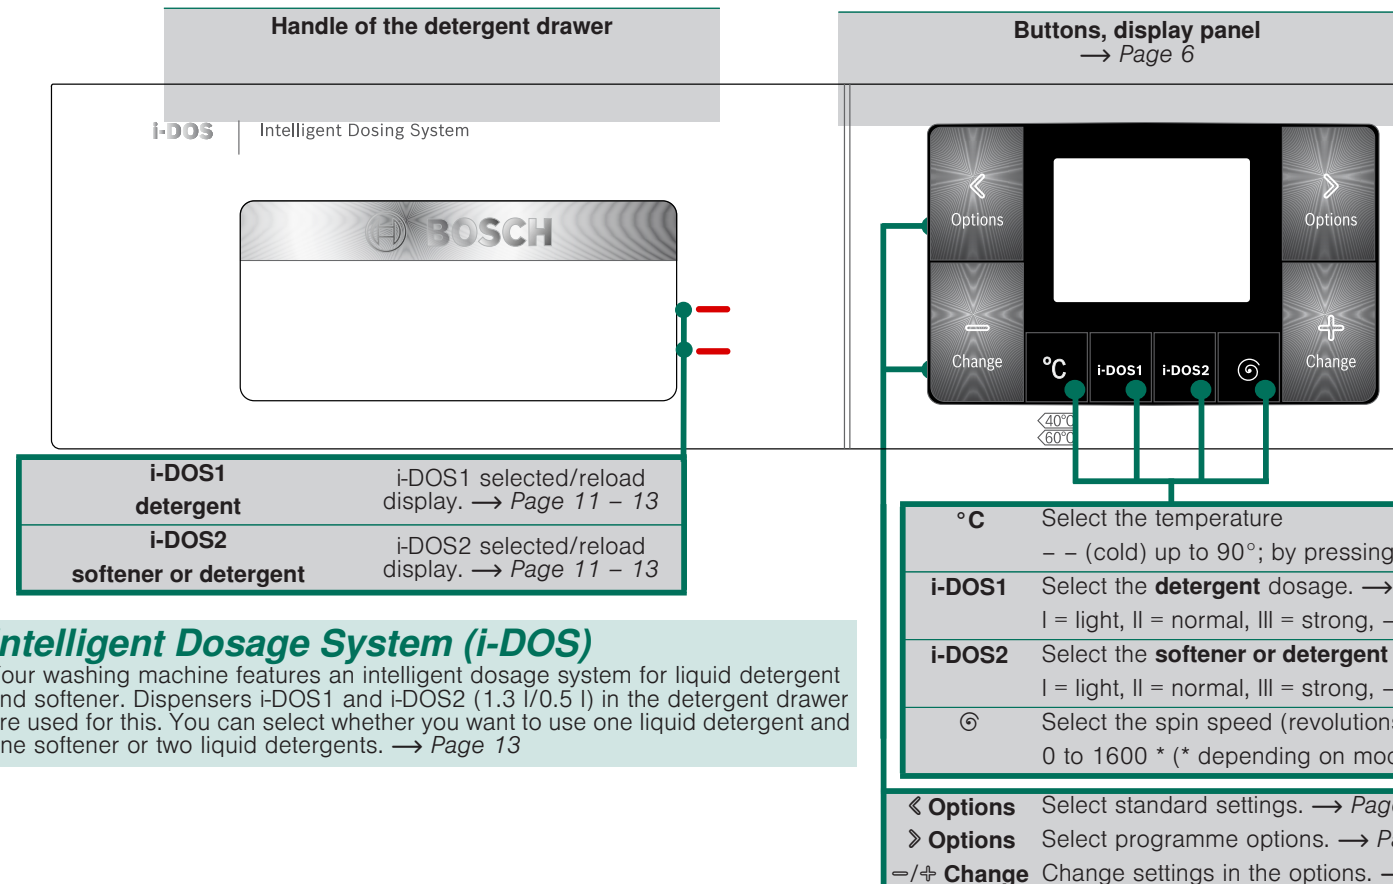 Handle of the detergent drawer
Buttons, display panel
⟶ Page 6
i-DOS
Intelligent Dosing System
BOSCH
《
Options
》
Options
−
Change
+
Change
°C
i-DOS1
i-DOS2
40°C
60°C
i-DOS1
detergent
i-DOS1 selected/reload
display. ⟶ Page 11 – 13
i-DOS2
softener or detergent
i-DOS2 selected/reload
display. ⟶ Page 11 – 13
°C Select the temperature
– – (cold) up to 90°; by pressing
i-DOS1 Select the detergent dosage. ⟶
I = light, II = normal, III = strong, –
i-DOS2 Select the softener or detergent
I = light, II = normal, III = strong, –
Select the spin speed (revolutions
0 to 1600 * (* depending on mod
《 Options Select standard settings. ⟶ Page
》 Options Select programme options. ⟶ Pa
−/+ Change Change settings in the options. –
ntelligent Dosage System (i-DOS)
our washing machine features an intelligent dosage system for liquid detergent
nd softener. Dispensers i-DOS1 and i-DOS2 (1.3 l/0.5 l) in the detergent drawer
re used for this. You can select whether you want to use one liquid detergent and
ne softener or two liquid detergents. ⟶ Page 13